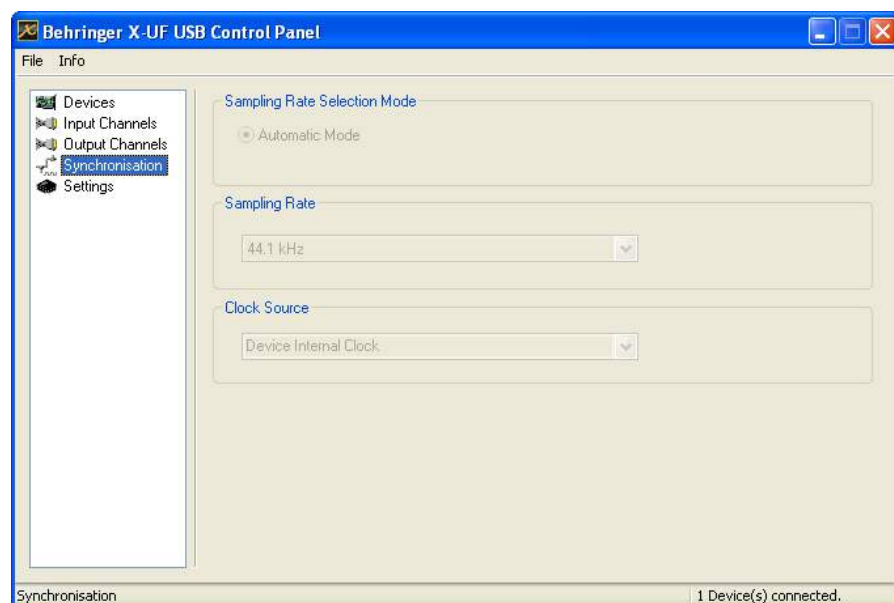 Behringer X-UF USB Control Panel
File Info
Devices
Input Channels
Output Channels
Synchronisation
Settings
Sampling Rate Selection Mode
Automatic Mode
Sampling Rate
44.1 kHz
Clock Source
Device Internal Clock
Synchronisation
1 Device(s) connected.